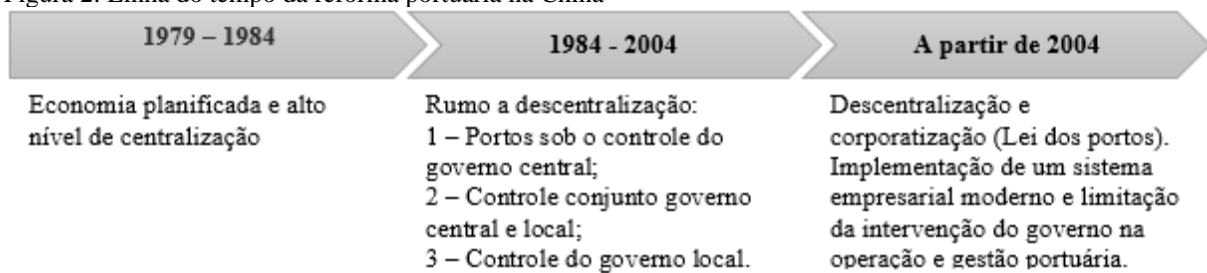 Figura 2: Linha do tempo da reforma portuária na China
1979 – 1984
1984 - 2004
A partir de 2004
Economia planificada e alto
nível de centralização
Rumo a descentralização:
1 – Portos sob o controle do
governo central;
2 – Controle conjunto governo
central e local;
3 – Controle do governo local.
Descentralização e
corporatização (Lei dos portos).
Implementação de um sistema
empresarial moderno e limitação
da intervenção do governo na
operação e gestão portuária.